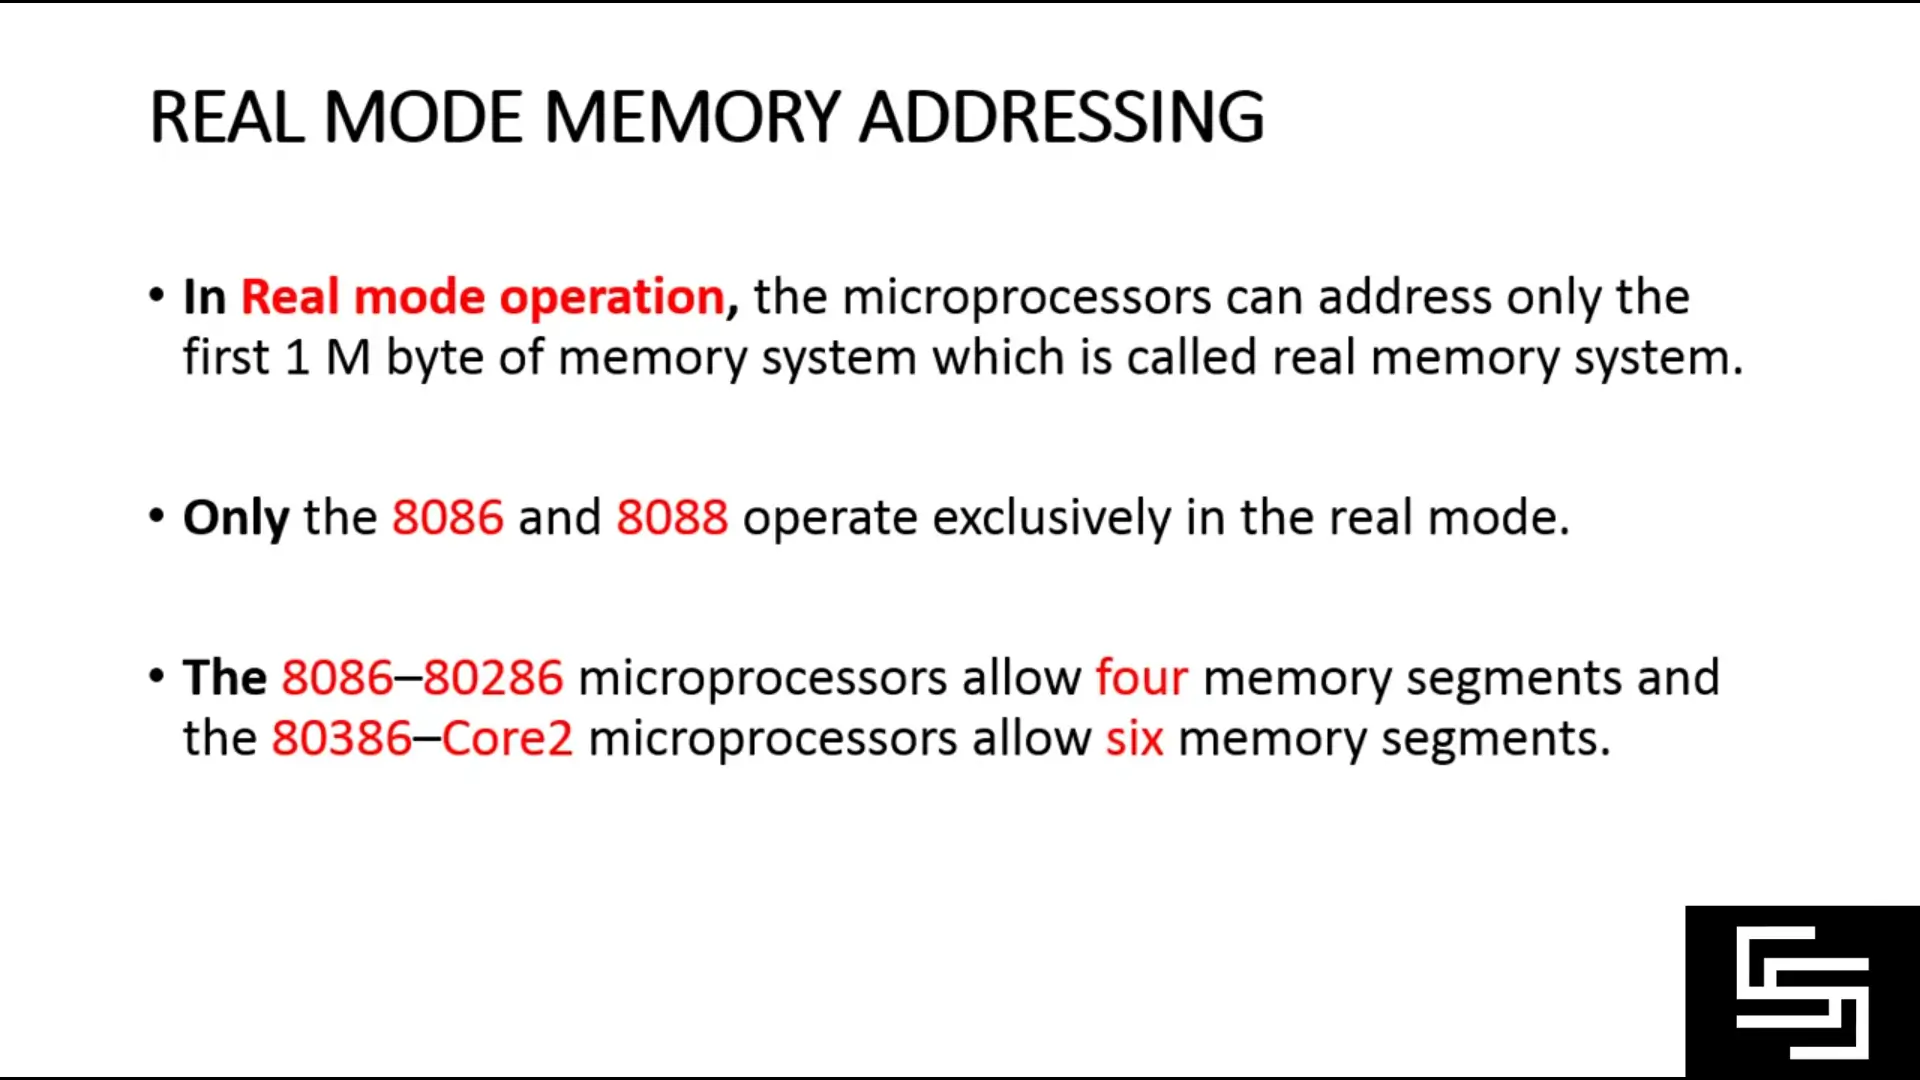 REAL MODE MEMORY ADDRESSING
• In Real mode operation, the microprocessors can address only the
first 1 M byte of memory system which is called real memory system.
• Only the 8086 and 8088 operate exclusively in the real mode.
• The 8086–80286 microprocessors allow four memory segments and
the 80386–Core2 microprocessors allow six memory segments.